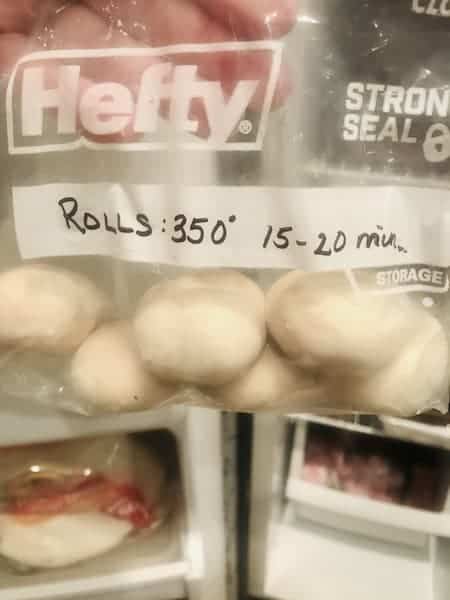 Hefty®
STRON
SEAL
ROLLS: 350° 15-20 min.
STORAGE